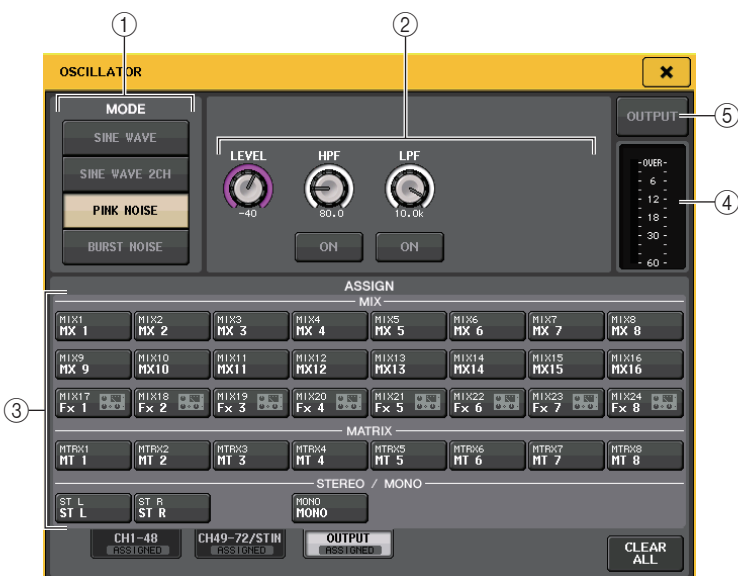 ① ②
OSCILLATOR ×
MODE
SINE WAVE
SINE WAVE 2CH
PINK NOISE
BURST NOISE
LEVEL HPF LPF
-40 80.0 10.0k
ON ON
OUTPUT ⑤
-OVER-
- 6 -
- 12 -
- 18 -
- 30 -
- 60 -
④
③
ASSIGN
MIX
MIX1 MIX2 MIX3 MIX4 MIX5 MIX6 MIX7 MIX8
MX 1 MX 2 MX 3 MX 4 MX 5 MX 6 MX 7 MX 8
MIX9 MIX10 MIX11 MIX12 MIX13 MIX14 MIX15 MIX16
MX 9 MX10 MX11 MX12 MX13 MX14 MX15 MX16
MIX17 MIX18 MIX19 MIX20 MIX21 MIX22 MIX23 MIX24
Fx 1 Fx 2 Fx 3 Fx 4 Fx 5 Fx 6 Fx 7 Fx 8
MATRIX
MTRX1 MTRX2 MTRX3 MTRX4 MTRX5 MTRX6 MTRX7 MTRX8
MT 1 MT 2 MT 3 MT 4 MT 5 MT 6 MT 7 MT 8
STEREO / MONO
ST L ST R MONO
ST L ST R MONO
CH1-48 CH49-72/STIN OUTPUT
ASSIGNED ASSIGNED ASSIGNED
CLEAR
ALL